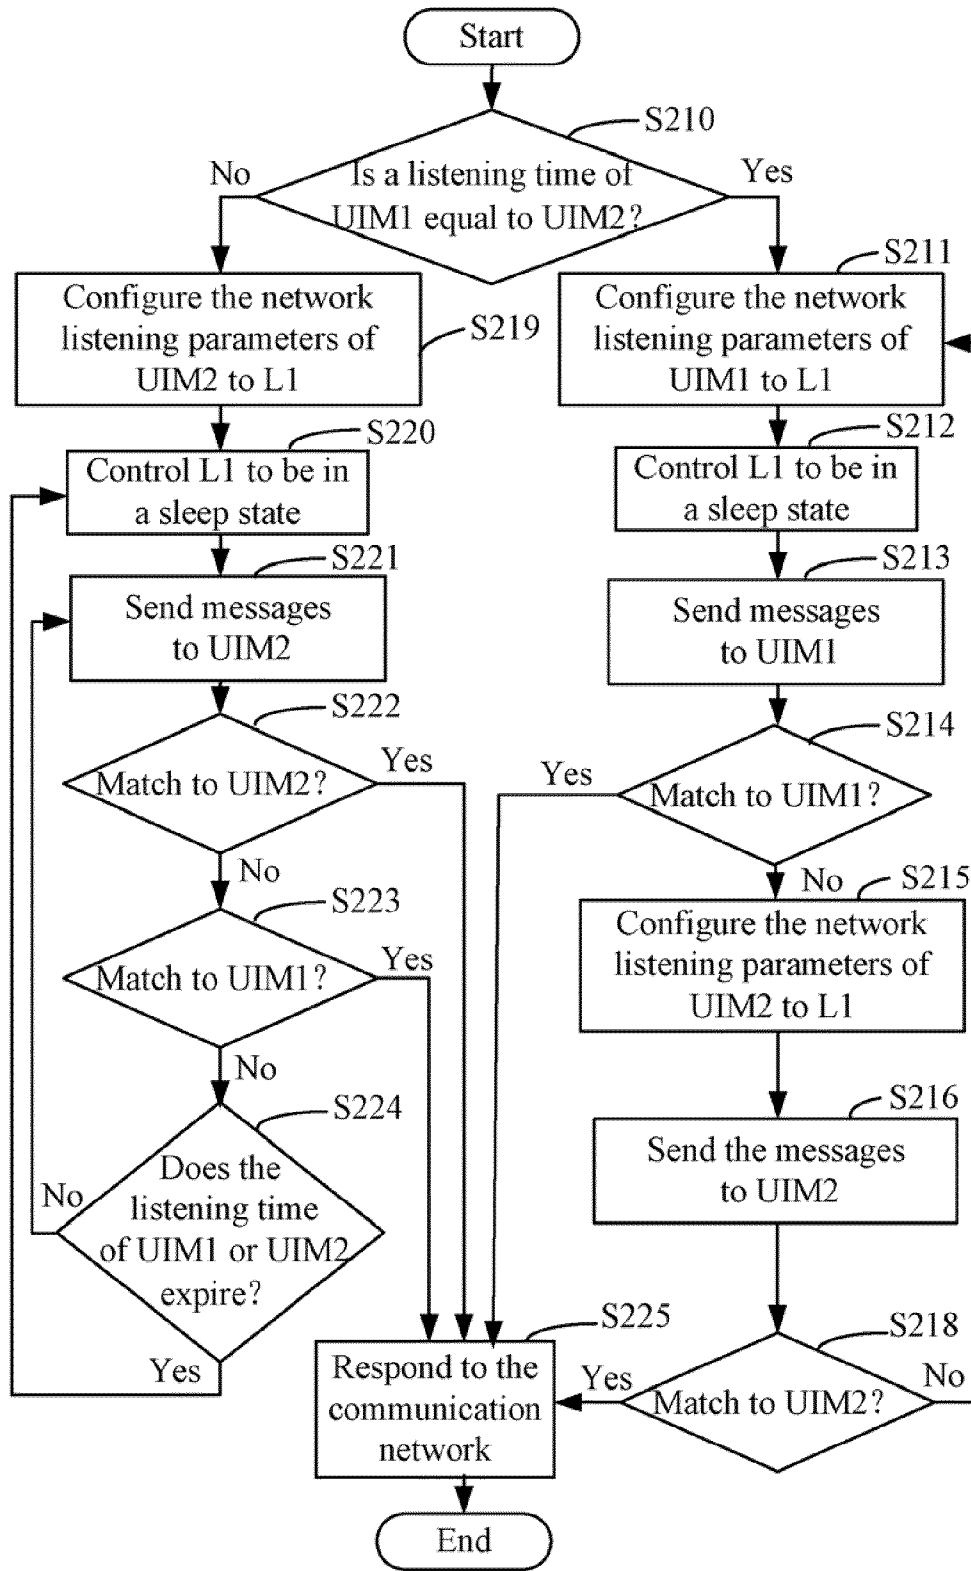 Start
S210
Is a listening time of
UIM1 equal to UIM2?
No
Yes
S219
Configure the network
listening parameters of
UIM2 to L1
S211
Configure the network
listening parameters of
UIM1 to L1
S220
Control L1 to be in
a sleep state
S212
Control L1 to be in
a sleep state
S221
Send messages
to UIM2
S213
Send messages
to UIM1
S222
Match to UIM2?
Yes
No
S214
Match to UIM1?
Yes
No
S223
Match to UIM1?
Yes
No
S215
Configure the network
listening parameters of
UIM2 to L1
S224
Does the
listening time
of UIM1 or UIM2
expire?
No
Yes
S216
Send the messages
to UIM2
S225
Respond to the
communication
network
S218
Match to UIM2?
Yes
No
End